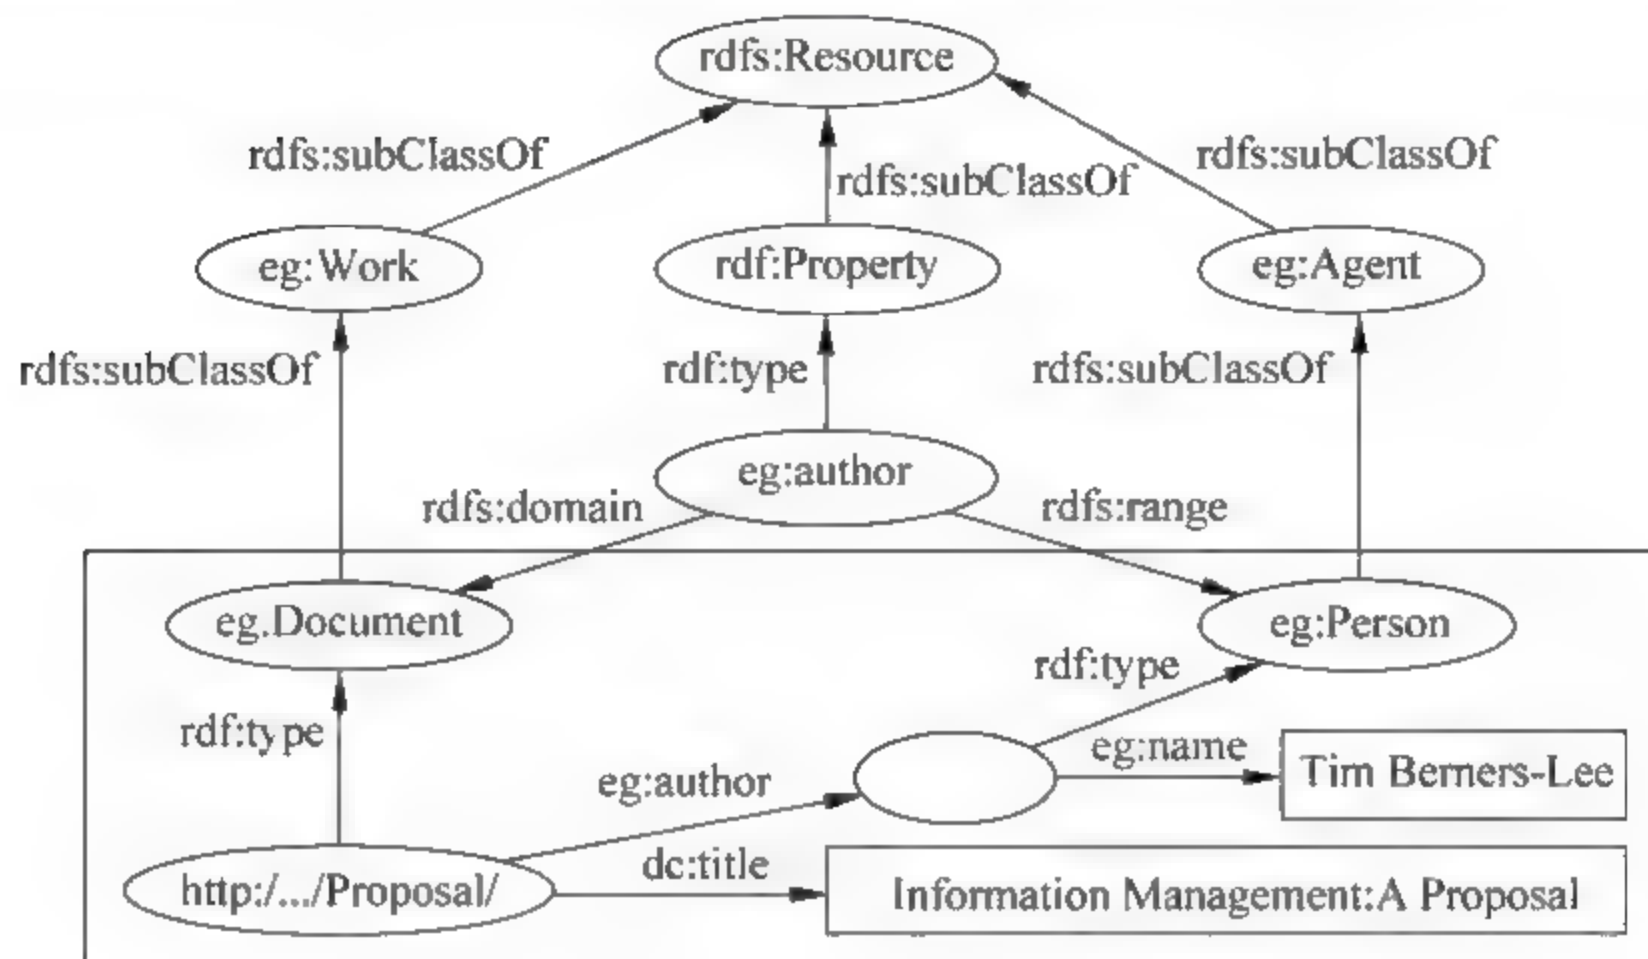 rdfs:Resource
rdfs:subClassOf
rdfs:subClassOf
rdfs:subClassOf
eg:Work
rdf:Property
eg:Agent
rdfs:subClassOf
rdf:type
rdfs:subClassOf
eg:author
rdfs:domain
rdfs:range
eg.Document
eg:Person
rdf:type
rdf:type
eg:name
Tim Berners-Lee
eg:author
dc:title
http:/.../Proposal/
Information Management:A Proposal